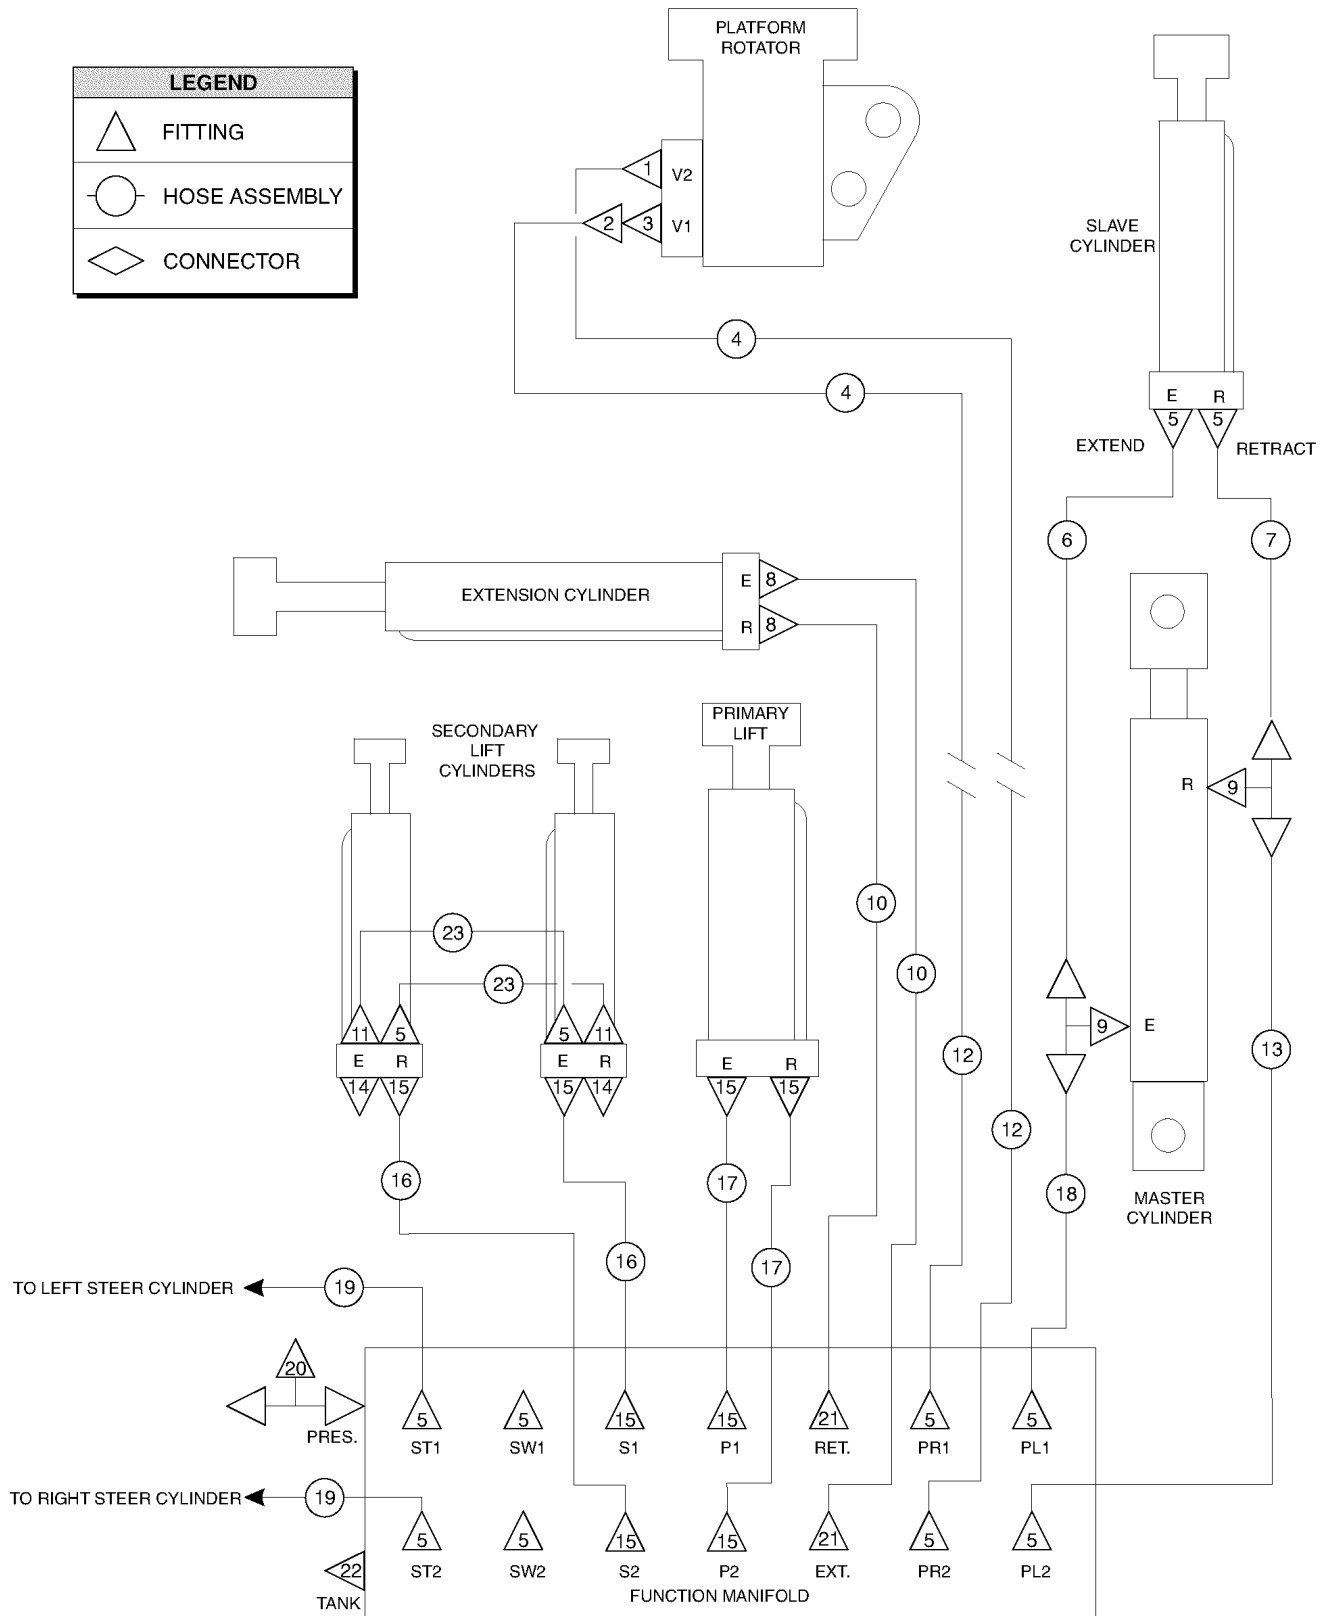 PLATFORM
ROTATOR
LEGEND
FITTING
HOSE ASSEMBLY
CONNECTOR
1
V2
2
3
V1
SLAVE
CYLINDER
4
4
E
R
5
5
EXTEND
RETRACT
6
7
EXTENSION CYLINDER
E
8
R
8
SECONDARY
LIFT
CYLINDERS
PRIMARY
LIFT
R
9
10
23
10
23
11
5
5
11
9
E
E
R
E
R
E
R
12
13
14
15
15
14
15
15
12
16
17
18
MASTER
CYLINDER
16
17
TO LEFT STEER CYLINDER
19
20
PRES.
5
5
15
15
21
5
5
ST1
SW1
S1
P1
RET.
PR1
PL1
TO RIGHT STEER CYLINDER
19
5
5
15
15
21
5
5
22
TANK
ST2
SW2
S2
P2
EXT.
PR2
PL2
FUNCTION MANIFOLD